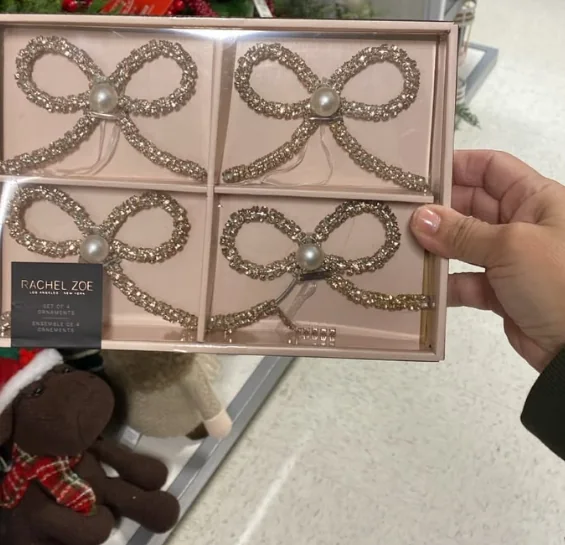 RACHEL ZOE
LOS ANGELES · NEW YORK
SET OF 4
ORNAMENTS
ENSEMBLE DE 4
ORNEMENTS